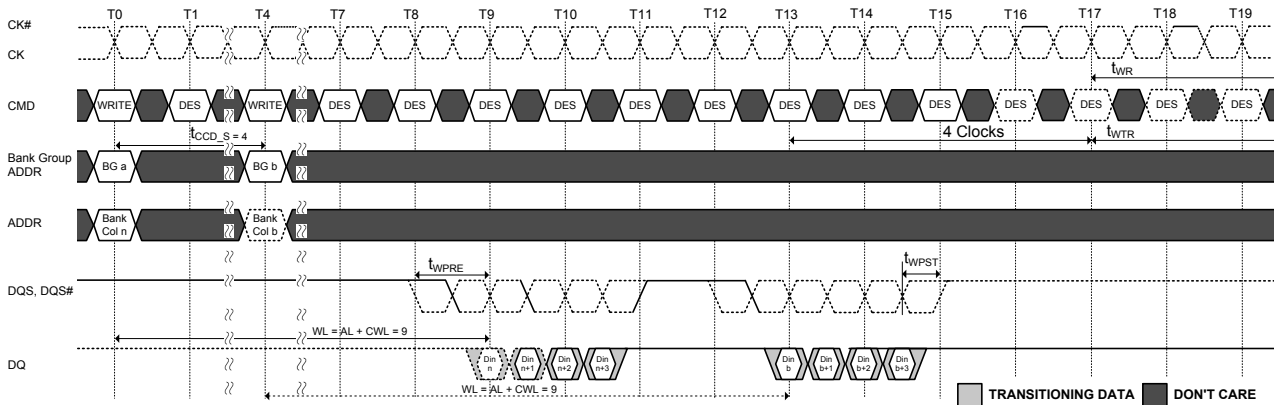 T0 T1 T4 T7 T8 T9 T10 T11 T12 T13 T14 T15 T16 T17 T18 T19
CK#
CK
tWR
CMD WRITE DES WRITE DES DES DES DES DES DES DES DES DES DES DES DES DES
tCCD_S = 4
4 Clocks
tWTR
Bank Group
ADDR
BG a BG b
ADDR
Bank
Col n
Bank
Col b
tWPRE tWPST
DQS, DQS#
WL = AL + CWL = 9
DQ
Din
n
Din
n+1
Din
n+2
Din
n+3
Din
b
Din
b+1
Din
b+2
Din
b+3
WL = AL + CWL = 9
TRANSITIONING DATA DON'T CARE